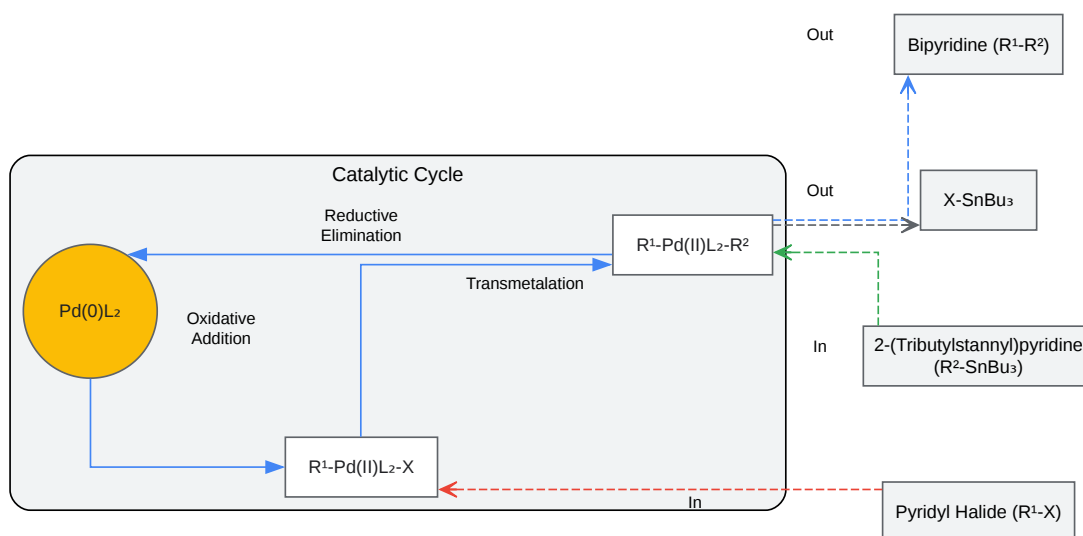 Out
Bipyridine (R¹-R²)
Catalytic Cycle
Out
X-SnBu₃
Reductive
Elimination
R¹-Pd(II)L₂-R²
Transmetalation
Pd(0)L₂
Oxidative
Addition
In
2-(Tributylstannyl)pyridine
(R²-SnBu₃)
R¹-Pd(II)L₂-X
In
Pyridyl Halide (R¹-X)